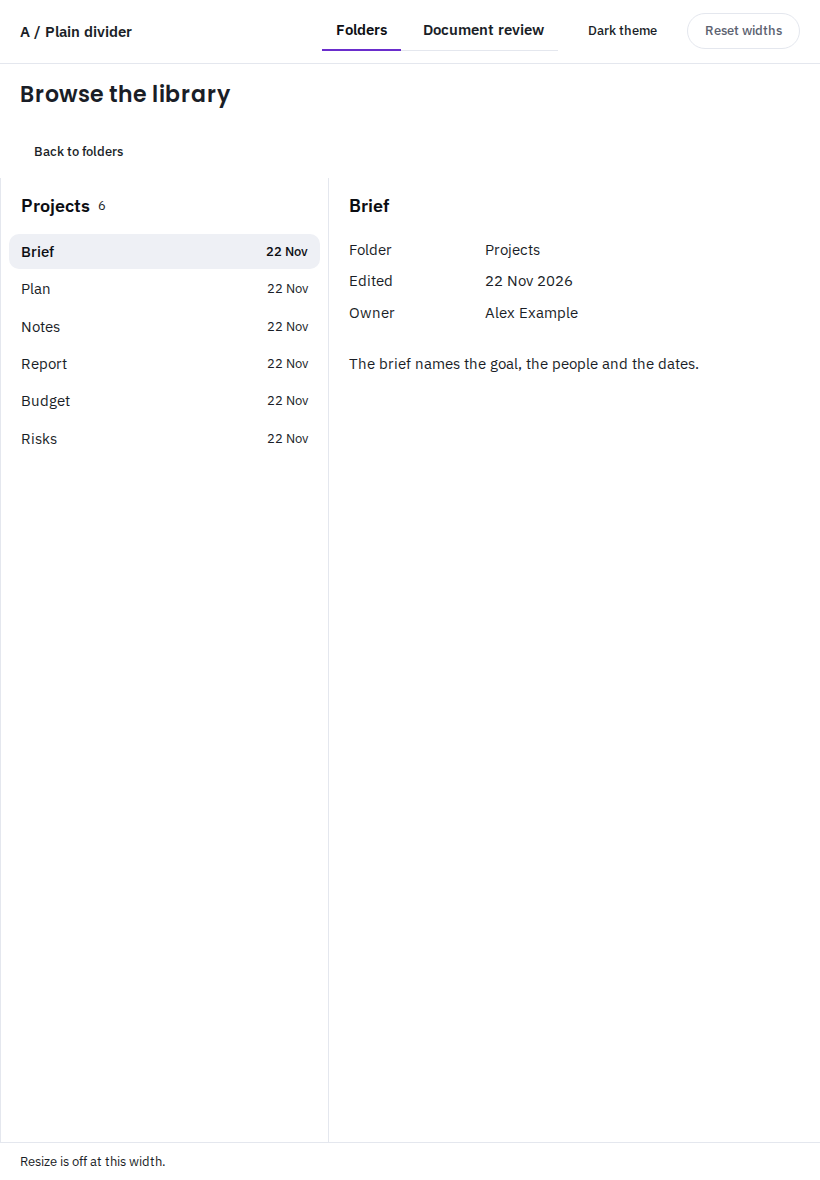 A / Plain divider
Folders
Document review
Dark theme
Reset widths
Browse the library
Back to folders
Projects 6
Brief 22 Nov
Plan 22 Nov
Notes 22 Nov
Report 22 Nov
Budget 22 Nov
Risks 22 Nov
Brief
Folder Projects
Edited 22 Nov 2026
Owner Alex Example
The brief names the goal, the people and the dates.
Resize is off at this width.